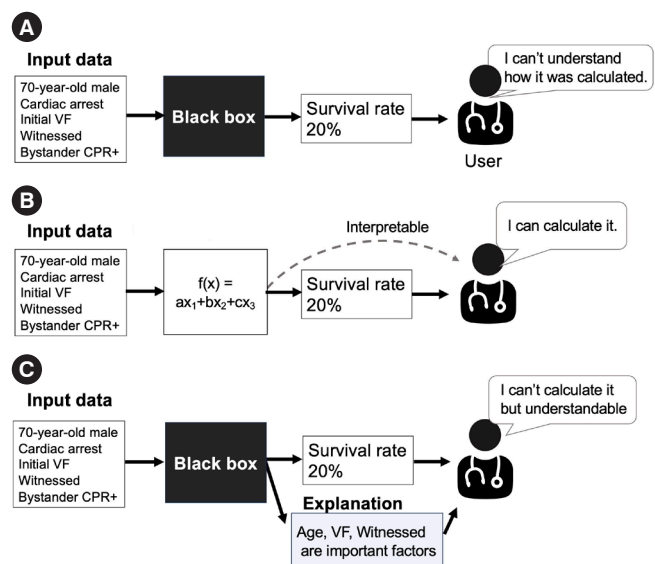 A
Input data
70-year-old male
Cardiac arrest
Initial VF
Witnessed
Bystander CPR+
Black box
Survival rate
20%
I can't understand
how it was calculated.
User
B
Input data
70-year-old male
Cardiac arrest
Initial VF
Witnessed
Bystander CPR+
f(x) =
ax₁+bx₂+cx₃
Interpretable
Survival rate
20%
I can calculate it.
C
Input data
70-year-old male
Cardiac arrest
Initial VF
Witnessed
Bystander CPR+
Black box
Survival rate
20%
Explanation
Age, VF, Witnessed
are important factors
I can't calculate it
but understandable